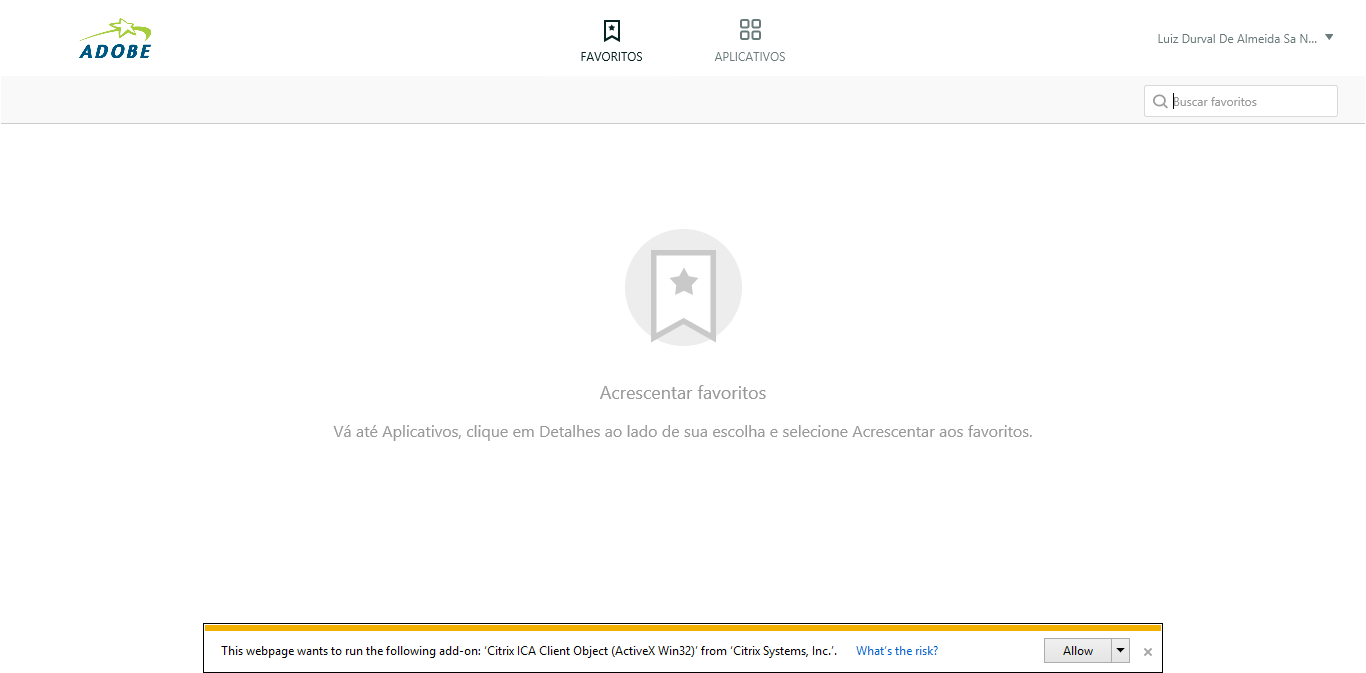 ADOBE
FAVORITOS
APLICATIVOS
Luiz Durval De Almeida Sa N...
Buscar favoritos
Acrescentar favoritos
Vá até Aplicativos, clique em Detalhes ao lado de sua escolha e selecione Acrescentar aos favoritos.
This webpage wants to run the following add-on: ‘Citrix ICA Client Object (ActiveX Win32)’ from ‘Citrix Systems, Inc.’. What’s the risk? Allow